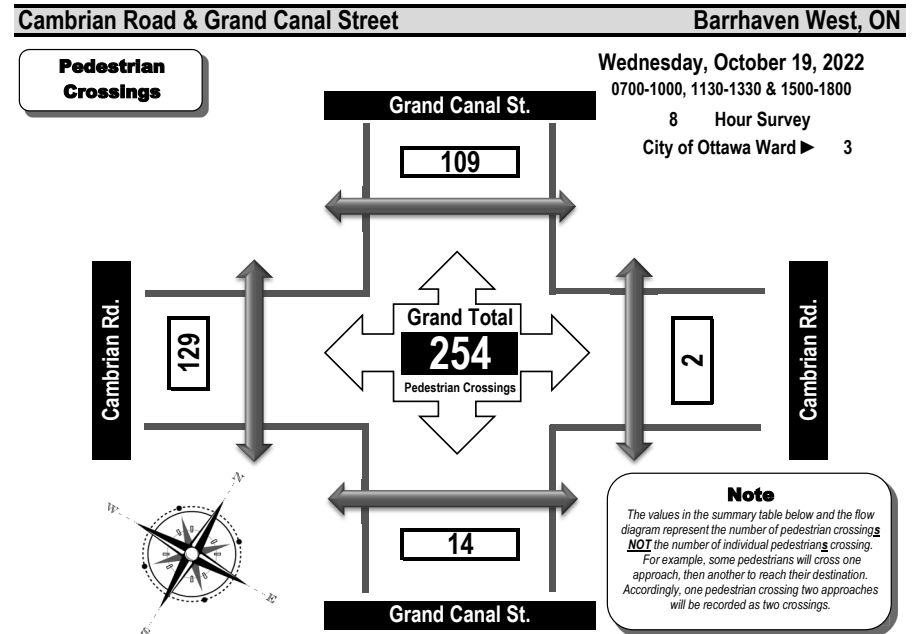 Cambrian Road & Grand Canal Street Barrhaven West, ON
Pedestrian
Crossings
Wednesday, October 19, 2022
0700-1000, 1130-1330 & 1500-1800
8 Hour Survey
City of Ottawa Ward ► 3
Grand Canal St.
109
Cambrian Rd.
129
Grand Total
254
Pedestrian Crossings
2
Cambrian Rd.
N
W
E
S
14
Grand Canal St.
Note
The values in the summary table below and the flow
diagram represent the number of pedestrian crossings
NOT the number of individual pedestrians crossing.
For example, some pedestrians will cross one
approach, then another to reach their destination.
Accordingly, one pedestrian crossing two approaches
will be recorded as two crossings.